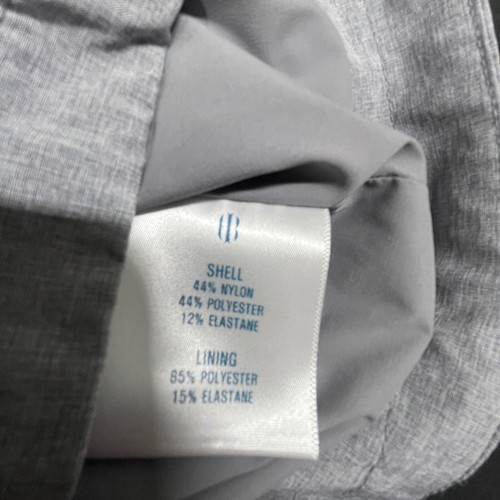 SHELL
44% NYLON
44% POLYESTER
12% ELASTANE
LINING
85% POLYESTER
15% ELASTANE